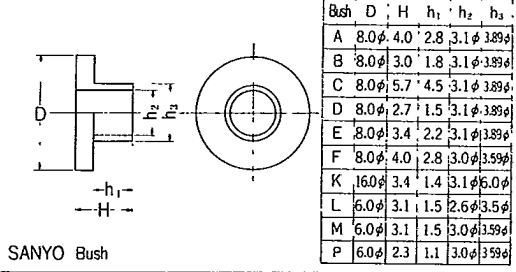 Bush D H h₁ h₂ h₃
A 8.0φ 4.0 2.8 3.1φ 3.89φ
B 8.0φ 3.0 1.8 3.1φ 3.89φ
C 8.0φ 5.7 4.5 3.1φ 3.89φ
D 8.0φ 2.7 1.5 3.1φ 3.89φ
E 8.0φ 3.4 2.2 3.1φ 3.89φ
F 8.0φ 4.0 2.8 3.0φ 3.59φ
K 16.0φ 3.4 1.4 3.1φ 6.0φ
L 6.0φ 3.1 1.5 2.6φ 3.5φ
M 6.0φ 3.1 1.5 3.0φ 3.59φ
P 6.0φ 2.3 1.1 3.0φ 3.59φ
D
h₂
h₃
h₁
H
SANYO Bush